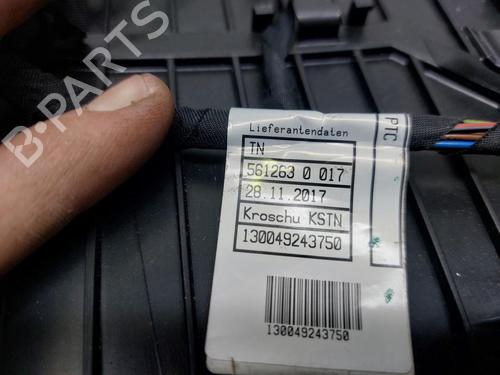 B-PARTS
Lieferantendaten
TN
561263 0 017
28.11.2017
Kroschu KSTN
130049243750
130049243750
PTC